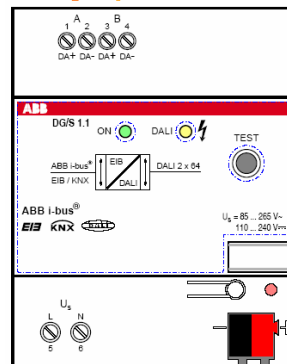 A B
1 2 3 4
DA+ DA- DA+ DA-
ABB
DG/S 1.1
ON DALI
TEST
ABB i-bus® EIB DALI 2 x 64
EIB / KNX DALI
ABB i-bus®
EIB KNX DALI
Us = 85 ... 265 V~
110 ... 240 V
Us
L N
5 6